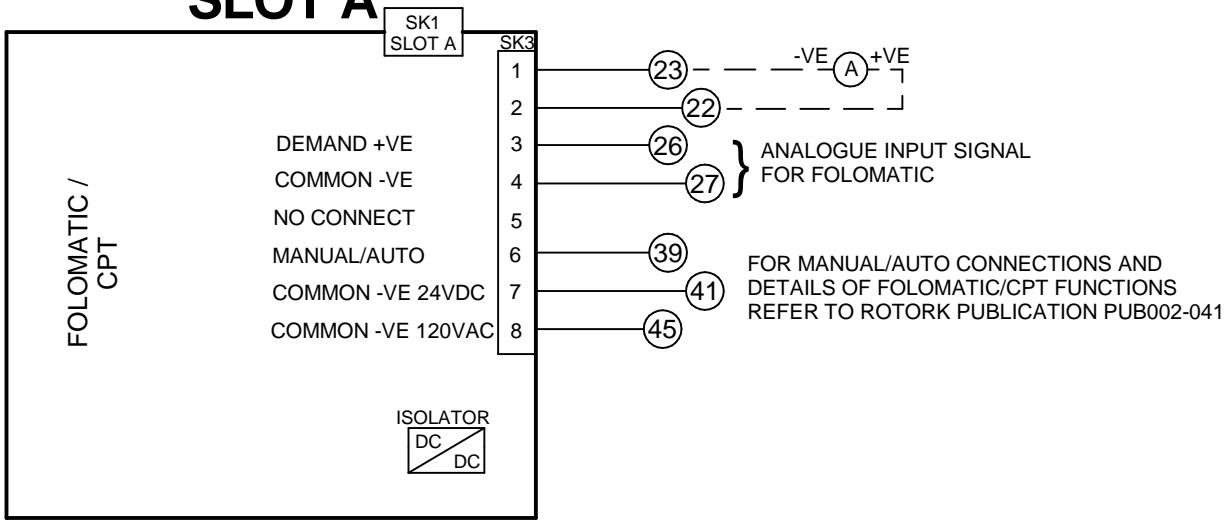 SLOT A
SK1
SLOT A
SK3
1
23
-VE
A
+VE
2
22
DEMAND +VE
3
26
ANALOGUE INPUT SIGNAL
FOR FOLOMATIC
COMMON -VE
4
27
NO CONNECT
5
MANUAL/AUTO
6
39
COMMON -VE 24VDC
7
41
COMMON -VE 120VAC
8
45
FOR MANUAL/AUTO CONNECTIONS AND
DETAILS OF FOLOMATIC/CPT FUNCTIONS
REFER TO ROTORK PUBLICATION PUB002-041
FOLOMATIC /
CPT
ISOLATOR
DC
DC